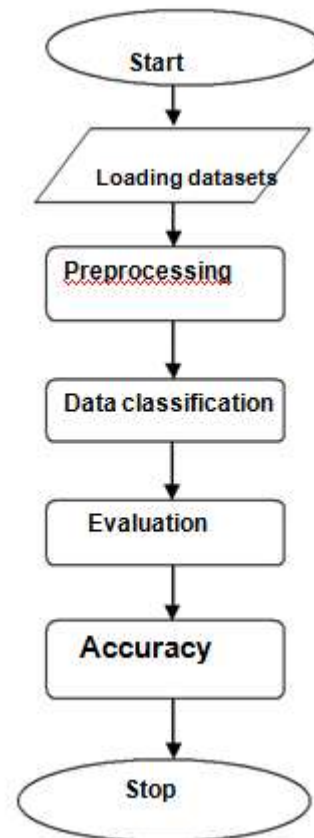 Start
Loading datasets
Preprocessing
Data classification
Evaluation
Accuracy
Stop